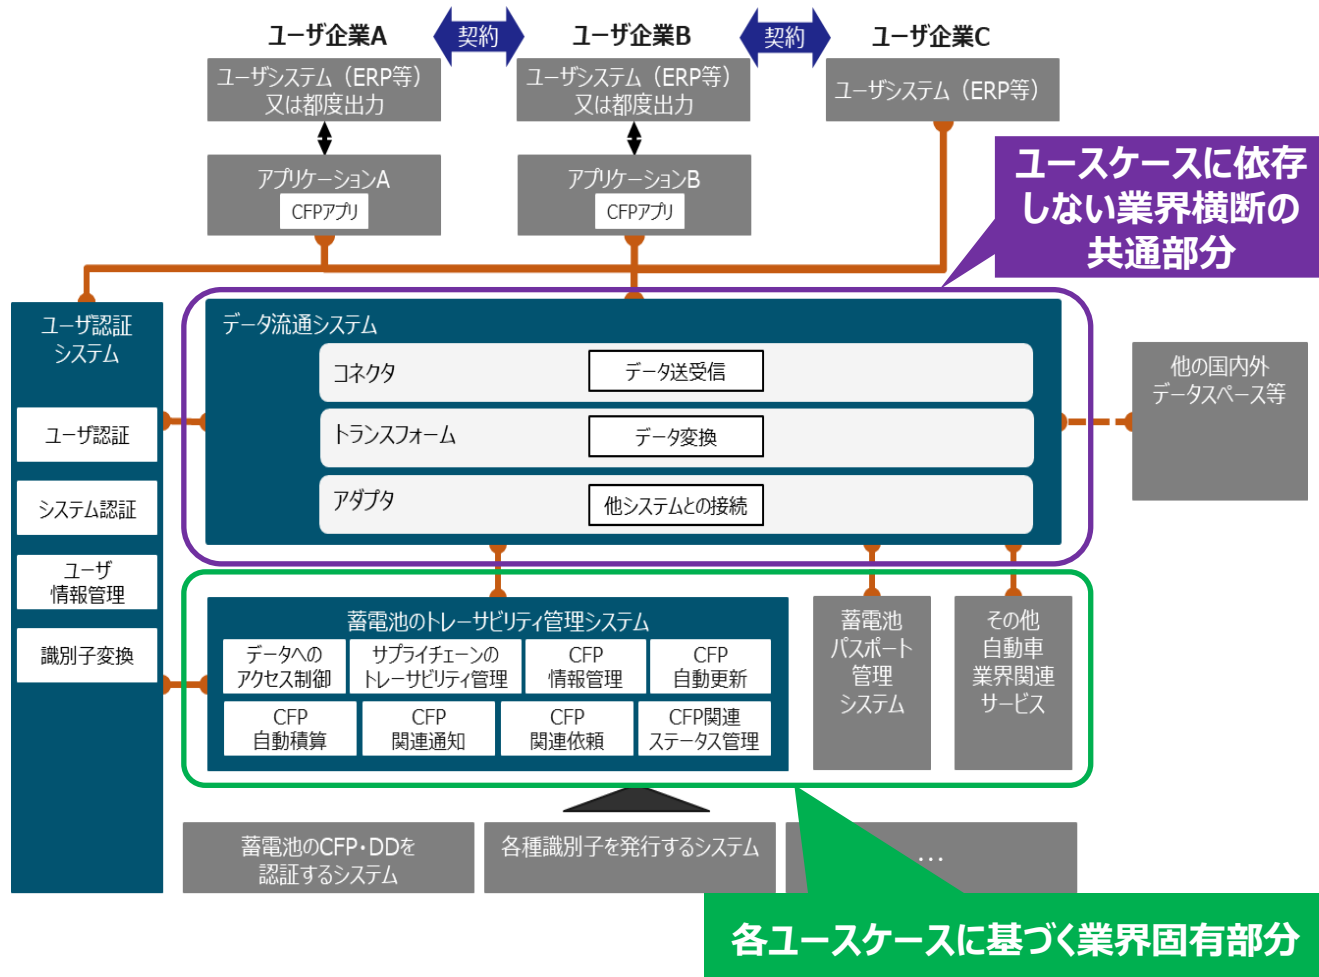 ユーザ企業A
契約
ユーザ企業B
契約
ユーザ企業C
ユーザシステム（ERP等）
又は都度出力
ユーザシステム（ERP等）
又は都度出力
ユーザシステム（ERP等）
アプリケーションA
CFPアプリ
アプリケーションB
CFPアプリ
ユースケースに依存
しない業界横断の
共通部分
ユーザ認証
システム
ユーザ認証
システム認証
ユーザ
情報管理
識別子変換
データ流通システム
コネクタ
データ送受信
トランスフォーム
データ変換
アダプタ
他システムとの接続
他の国内外
データスペース等
蓄電池のトレーサビリティ管理システム
データへの
アクセス制御
サプライチェーンの
トレーサビリティ管理
CFP
情報管理
CFP
自動更新
CFP
自動積算
CFP
関連通知
CFP
関連依頼
CFP関連
ステータス管理
蓄電池
パスポート
管理
システム
その他
自動車
業界関連
サービス
蓄電池のCFP・DDを
認証するシステム
各種識別子を発行するシステム
…
各ユースケースに基づく業界固有部分